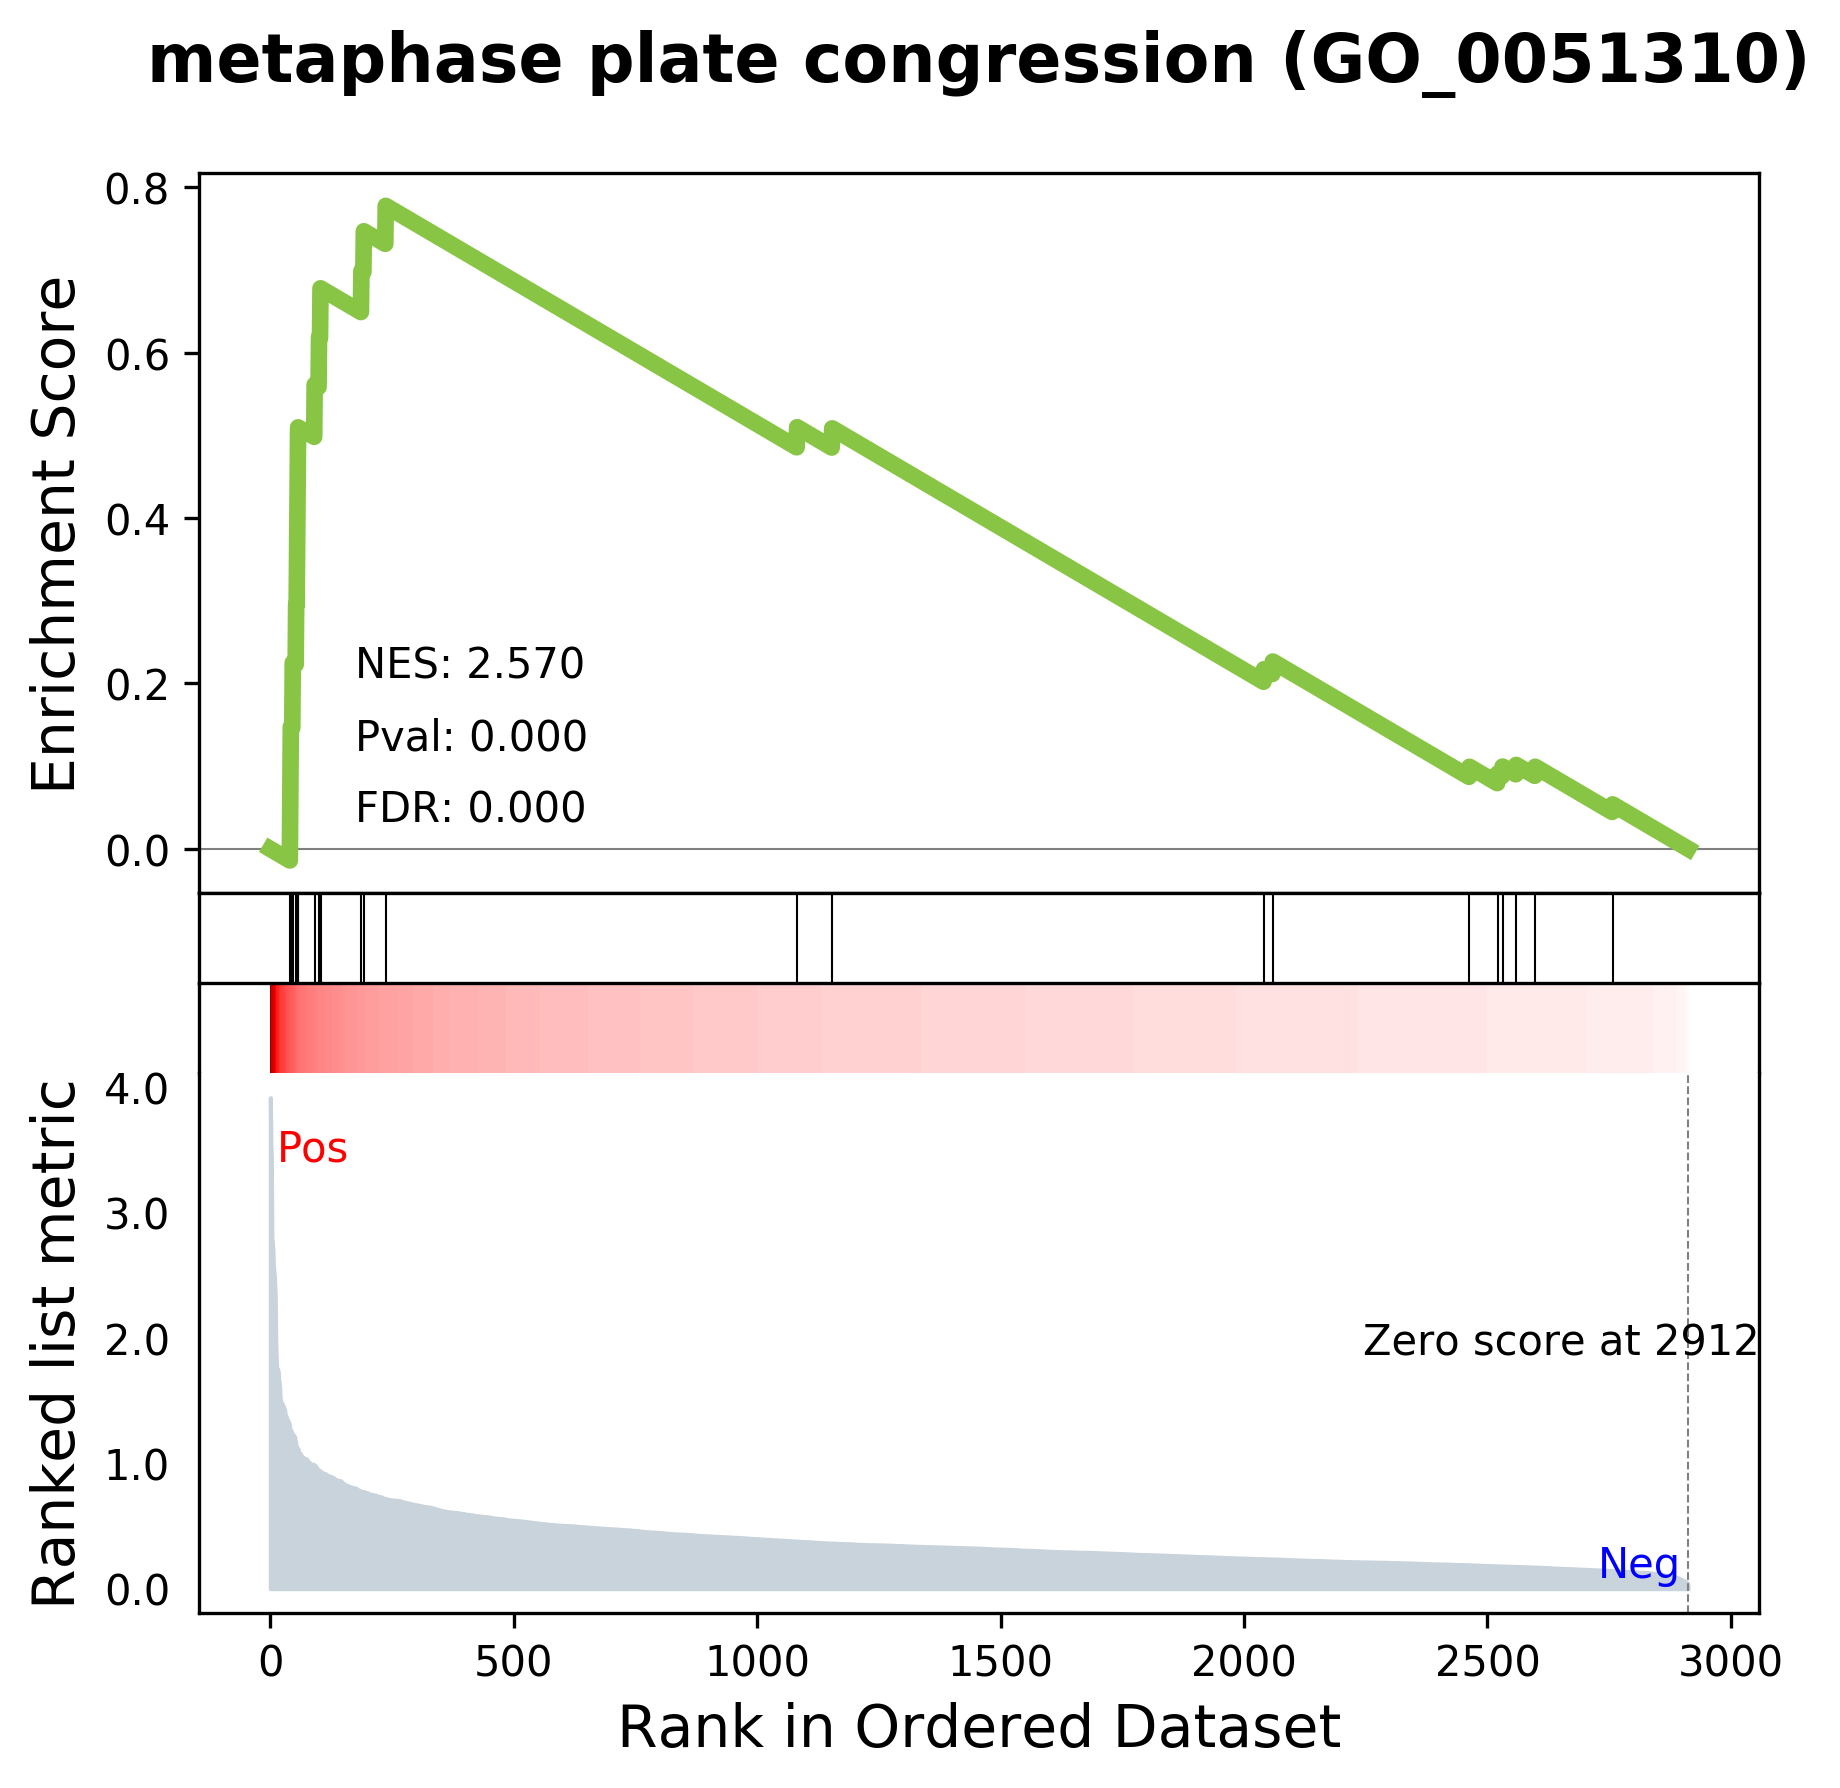 metaphase plate congression (GO_0051310)
Enrichment Score
0.8
0.6
0.4
0.2
0.0
NES: 2.570
Pval: 0.000
FDR: 0.000
Ranked list metric
4.0
3.0
2.0
1.0
0.0
Pos
Zero score at 2912
Neg
0 500 1000 1500 2000 2500 3000
Rank in Ordered Dataset